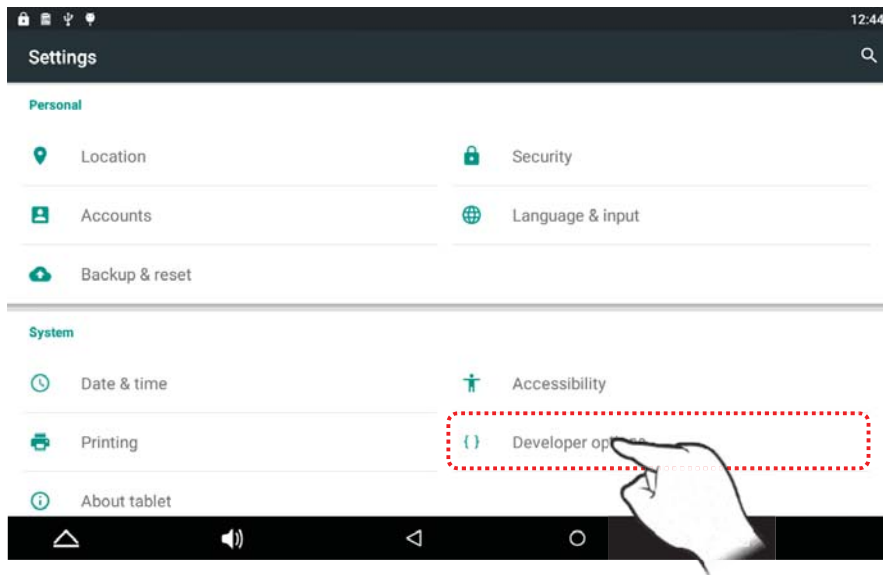 12:44
Settings
Personal
Location Security
Accounts Language & input
Backup & reset
System
Date & time Accessibility
Printing { } Developer options
About tablet